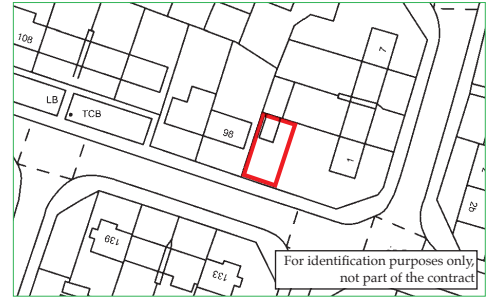 108
7
LB
TCB
98
1
139
133
2b
For identification purposes only,
not part of the contract